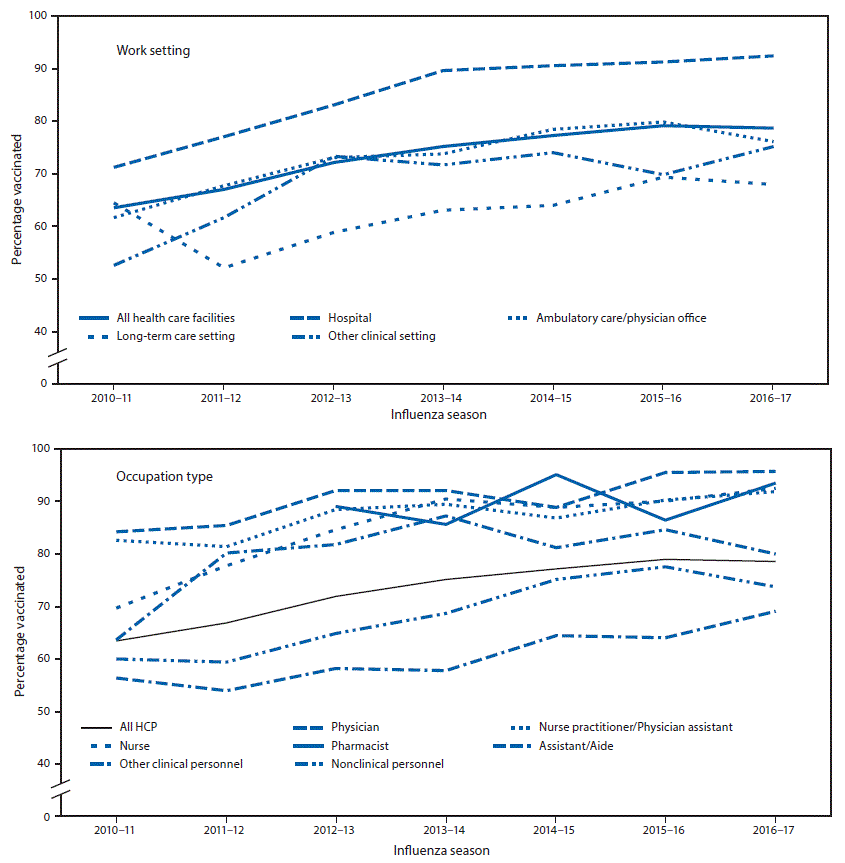 100
Work setting
90
80
70
60
50
40
0
Percentage vaccinated
All health care facilities Hospital Ambulatory care/physician office
Long-term care setting Other clinical setting
2010–11 2011–12 2012–13 2013–14 2014–15 2015–16 2016–17
Influenza season
100
Occupation type
90
80
70
60
50
40
0
Percentage vaccinated
All HCP Physician Nurse practitioner/Physician assistant
Nurse Pharmacist Assistant/Aide
Other clinical personnel Nonclinical personnel
2010–11 2011–12 2012–13 2013–14 2014–15 2015–16 2016–17
Influenza season